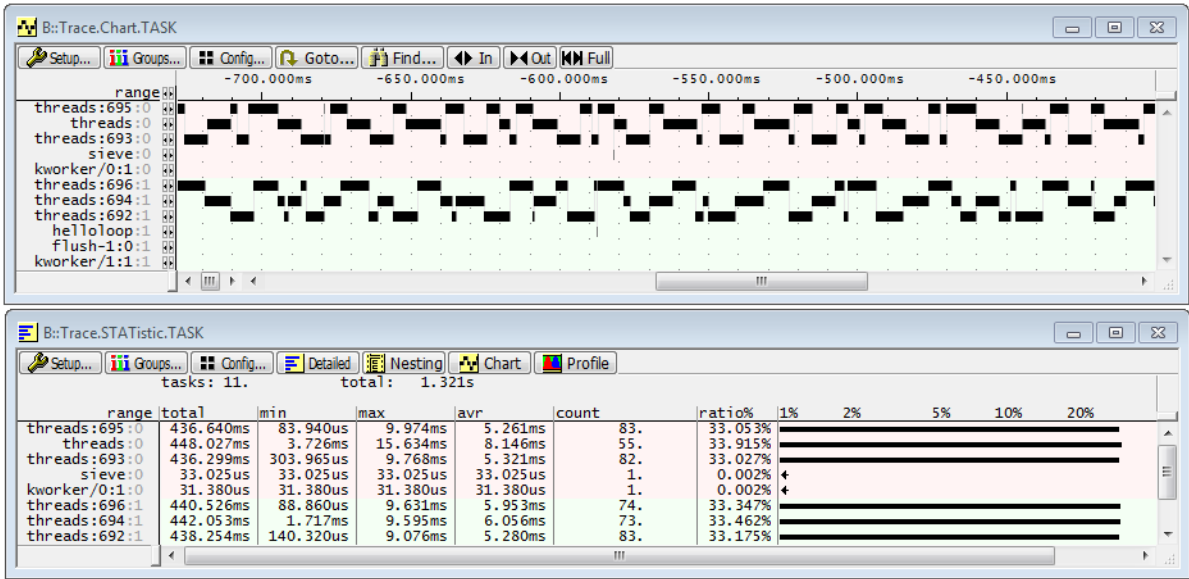 B::Trace.Chart.TASK
Setup... Groups... Config... Goto... Find... In Out Full
-700.000ms -650.000ms -600.000ms -550.000ms -500.000ms -450.000ms
range
threads:695:0
threads:0
threads:693:0
sieve:0
kworker/0:1:0
threads:696:1
threads:694:1
threads:692:1
helloloop:1
flush-1:0:1
kworker/1:1:1
B::Trace.STATistic.TASK
Setup... Groups... Config... Detailed Nesting Chart Profile
tasks: 11. total: 1.321s
range total min max avr count ratio% 1% 2% 5% 10% 20%
threads:695:0 436.640ms 83.940us 9.974ms 5.261ms 83. 33.053%
threads:0 448.027ms 3.726ms 15.634ms 8.146ms 55. 33.915%
threads:693:0 436.299ms 303.965us 9.768ms 5.321ms 82. 33.027%
sieve:0 33.025us 33.025us 33.025us 33.025us 1. 0.002%
kworker/0:1:0 31.380us 31.380us 31.380us 31.380us 1. 0.002%
threads:696:1 440.526ms 88.860us 9.631ms 5.953ms 74. 33.347%
threads:694:1 442.053ms 1.717ms 9.595ms 6.056ms 73. 33.462%
threads:692:1 438.254ms 140.320us 9.076ms 5.280ms 83. 33.175%